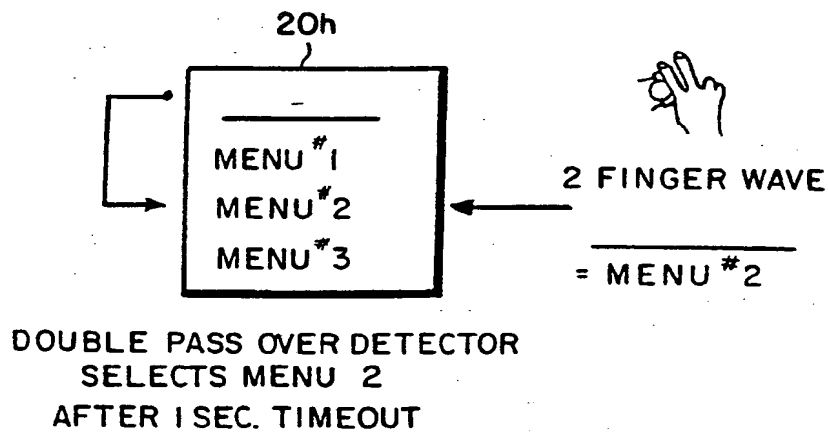 20h
MENU #1
MENU #2
MENU #3
2 FINGER WAVE
= MENU #2
DOUBLE PASS OVER DETECTOR
SELECTS MENU 2
AFTER 1 SEC. TIMEOUT